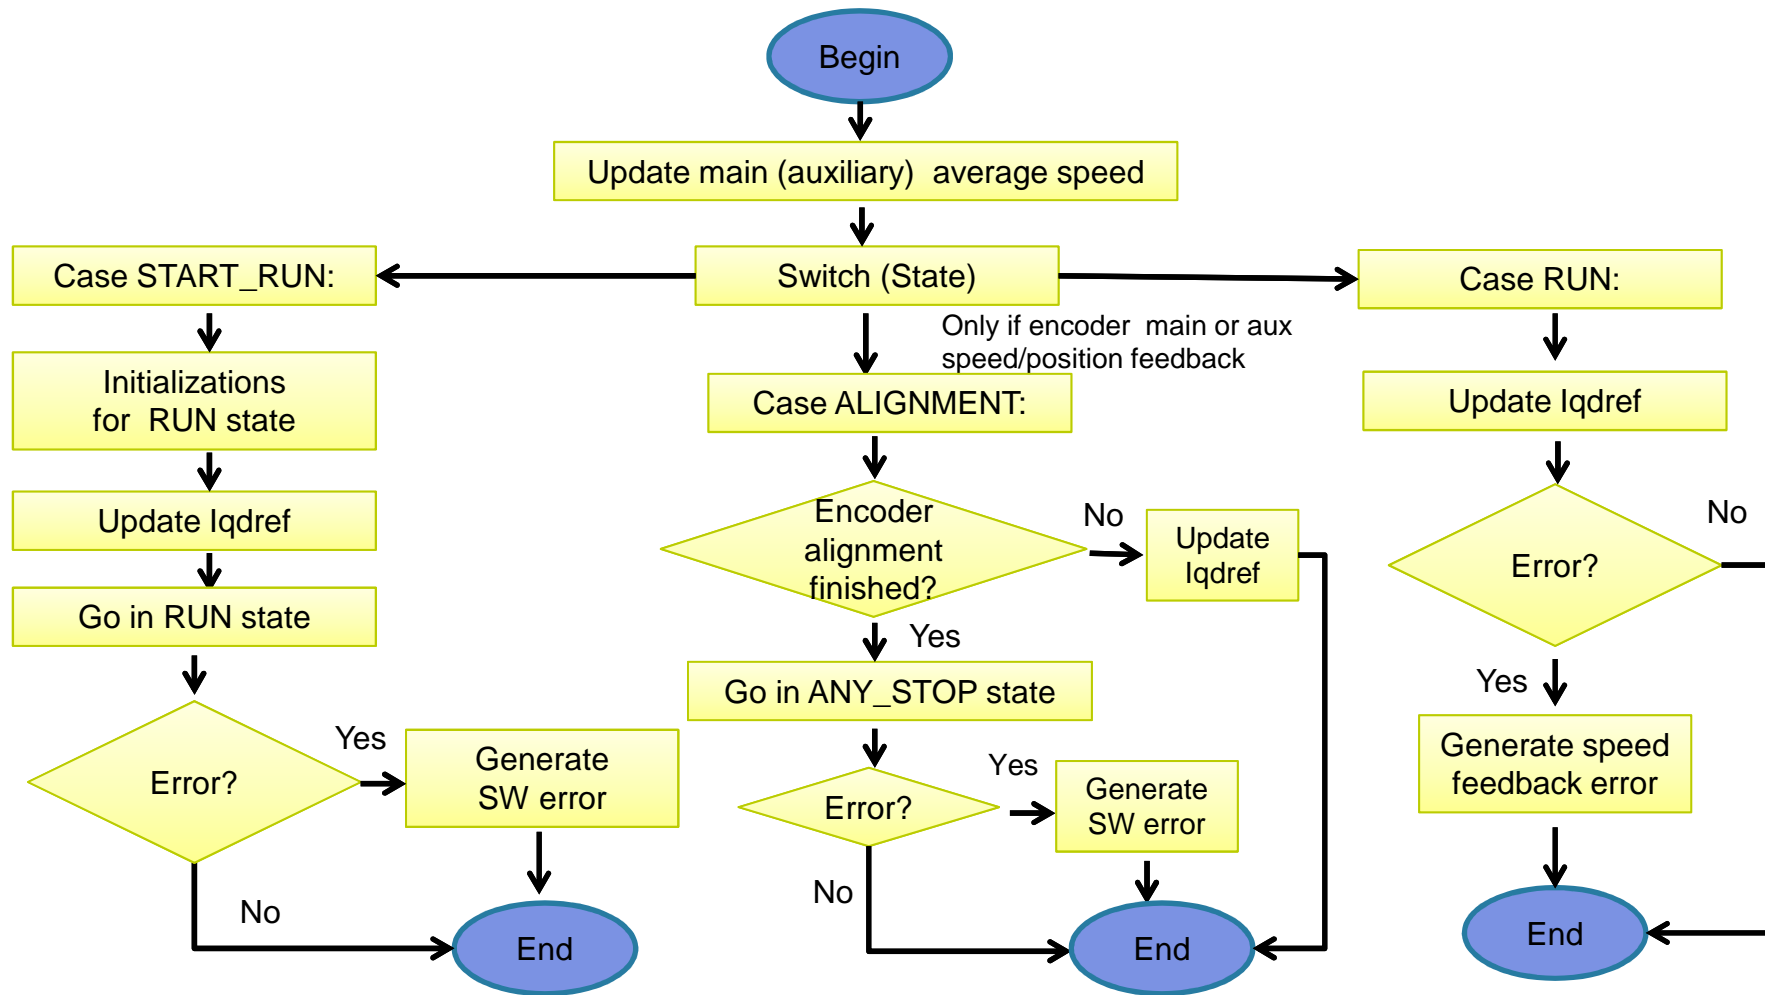 Begin
Update main (auxiliary)  average speed
Case START_RUN:
Switch (State)
Case RUN:
Only if encoder  main or aux
speed/position feedback
Initializations
for  RUN state
Case ALIGNMENT:
Update Iqdref
Update Iqdref
Encoder
alignment
finished?
No
Update
Iqdref
Error?
No
Go in RUN state
Yes
Go in ANY_STOP state
Yes
Error?
Yes
Generate
SW error
Error?
Yes
Generate
SW error
Generate speed
feedback error
No
No
End
End
End